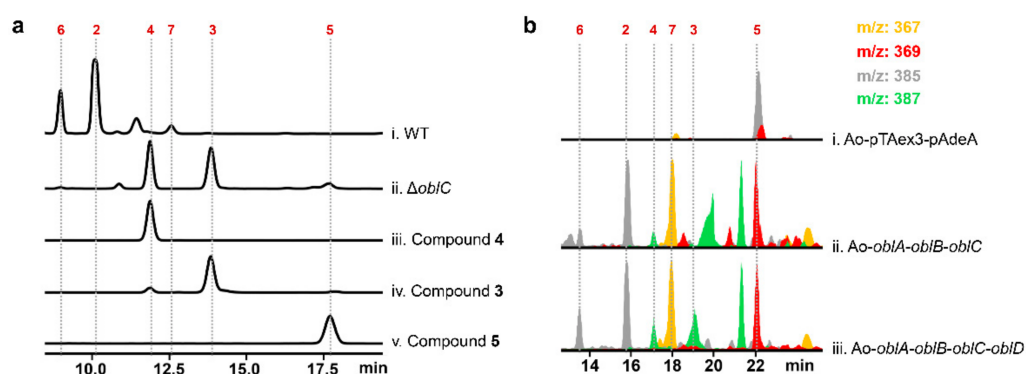 a
6 2 4 7 3 5
i. WT
ii. ΔoblC
iii. Compound 4
iv. Compound 3
v. Compound 5
10.0 12.5 15.0 17.5 min
b
6 2 4 7 3 5
m/z: 367
m/z: 369
m/z: 385
m/z: 387
i. Ao-pTAex3-pAdeA
ii. Ao-oblA-oblB-oblC
iii. Ao-oblA-oblB-oblC-oblD
14 16 18 20 22 min